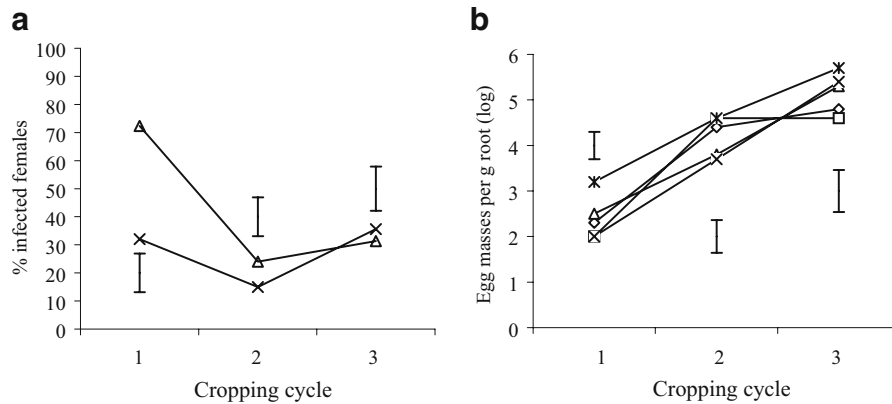 a
100
90
80
70
60
50
40
30
20
10
0
% infected females
1 2 3
Cropping cycle
b
6
5
4
3
2
1
0
Egg masses per g root (log)
1 2 3
Cropping cycle